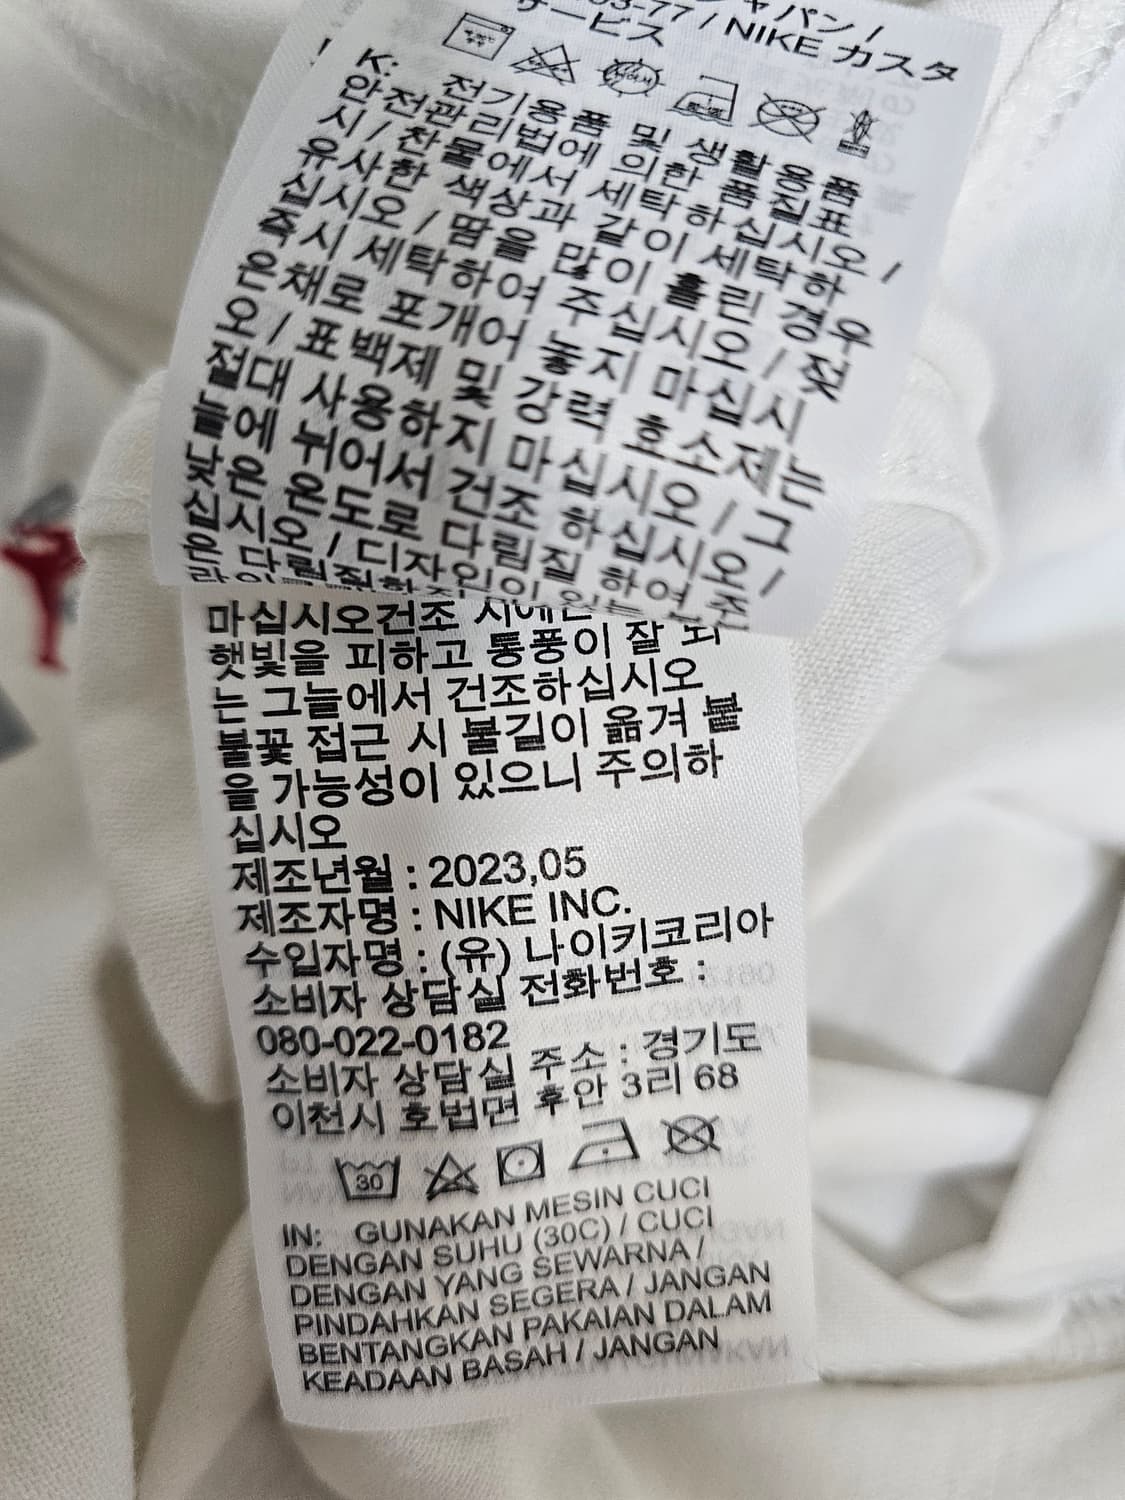 ャパン /
03-77 / NIKE カスタ
サービス
K: 전기용품 및 생활용품
안전관리법에 의한 품질표
시 / 찬물에서 세탁하십시오 /
유사한 색상과 같이 세탁하
십시오 / 땀을 많이 흘린 경우
즉시 세탁하여 주십시오 / 젖
은채로 포개어 놓지 마십시
오 / 표백제 및 강력 효소제는
절대 사용하지 마십시오 / 그
늘에 뉘어서 건조 하십시오 /
낮은 온도로 다림질 하여 주
십시오 / 디자인이 있는
은 다림질
마십시오건조 시에는
햇빛을 피하고 통풍이 잘 되
는 그늘에서 건조하십시오
불꽃 접근 시 불길이 옮겨 붙
을 가능성이 있으니 주의하
십시오
제조년월 : 2023,05
제조자명 : NIKE INC.
수입자명 : (유) 나이키코리아
소비자 상담실 전화번호 :
080-022-0182
소비자 상담실 주소 : 경기도
이천시 호법면 후안 3리 68
30
IN: GUNAKAN MESIN CUCI
DENGAN SUHU (30C) / CUCI
DENGAN YANG SEWARNA /
PINDAHKAN SEGERA / JANGAN
BENTANGKAN PAKAIAN DALAM
KEADAAN BASAH / JANGAN